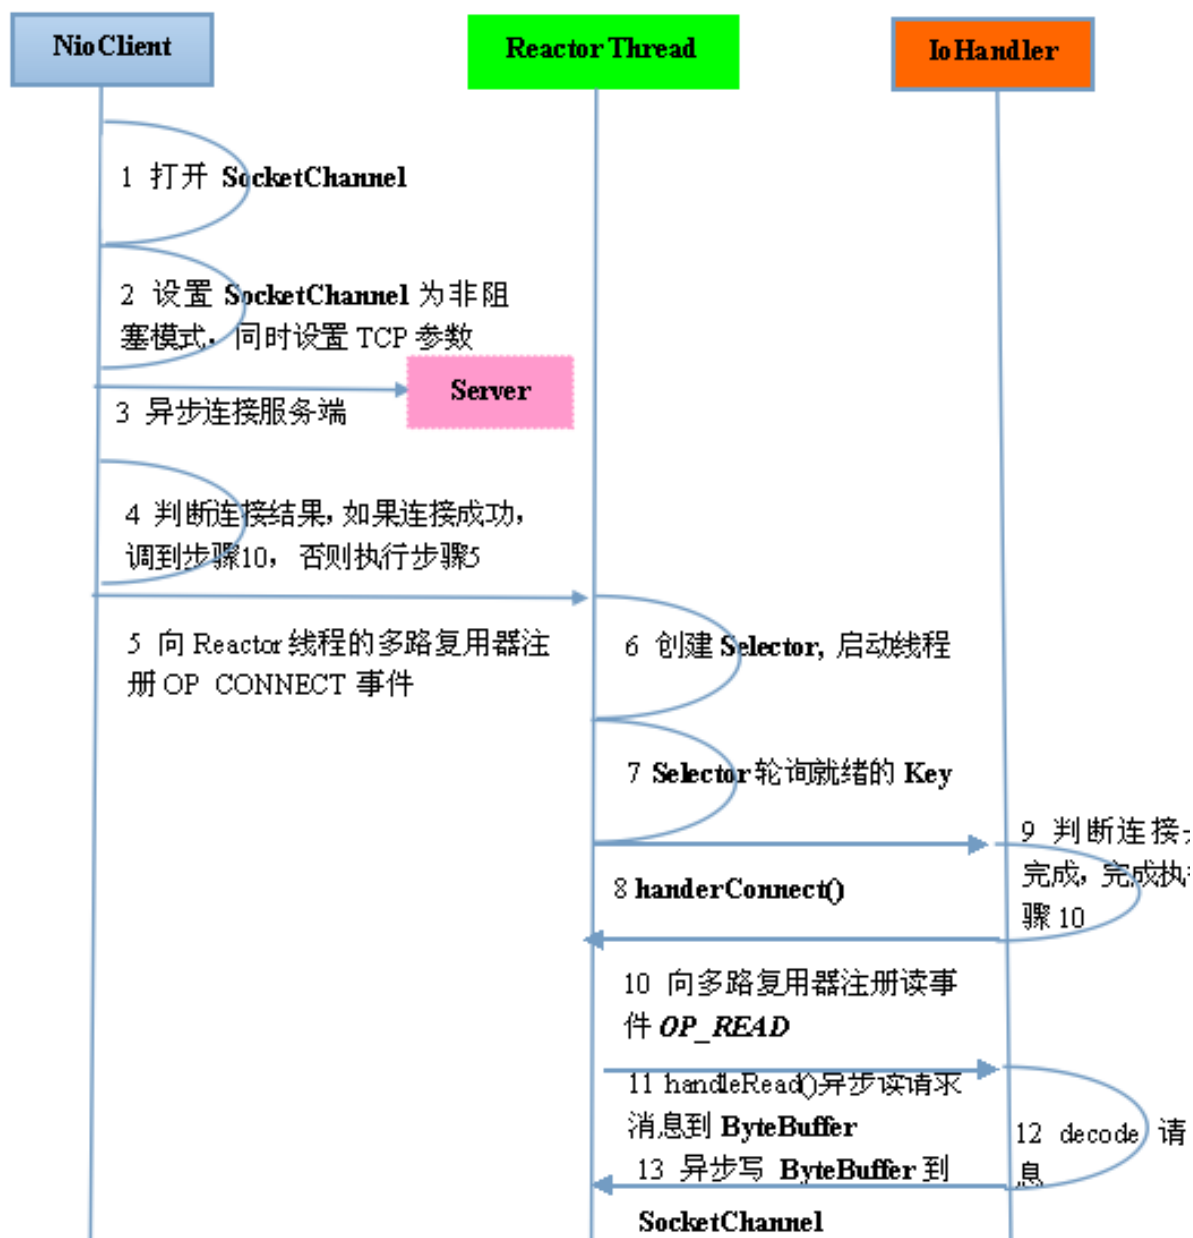 NioClient
Reactor Thread
IoHandler
1 打开 SocketChannel
2 设置 SocketChannel 为非阻
塞模式，同时设置 TCP 参数
Server
3 异步连接服务端
4 判断连接结果，如果连接成功，
调到步骤10，否则执行步骤5
5 向 Reactor 线程的多路复用器注
册 OP CONNECT 事件
6 创建 Selector, 启动线程
7 Selector 轮询就绪的 Key
8 handerConnect()
9 判断连接
完成，完成执
骤 10
10 向多路复用器注册读事
件 OP_READ
11 handleRead()异步读请求
消息到 ByteBuffer
12 decode 请
息
13 异步写 ByteBuffer 到
SocketChannel